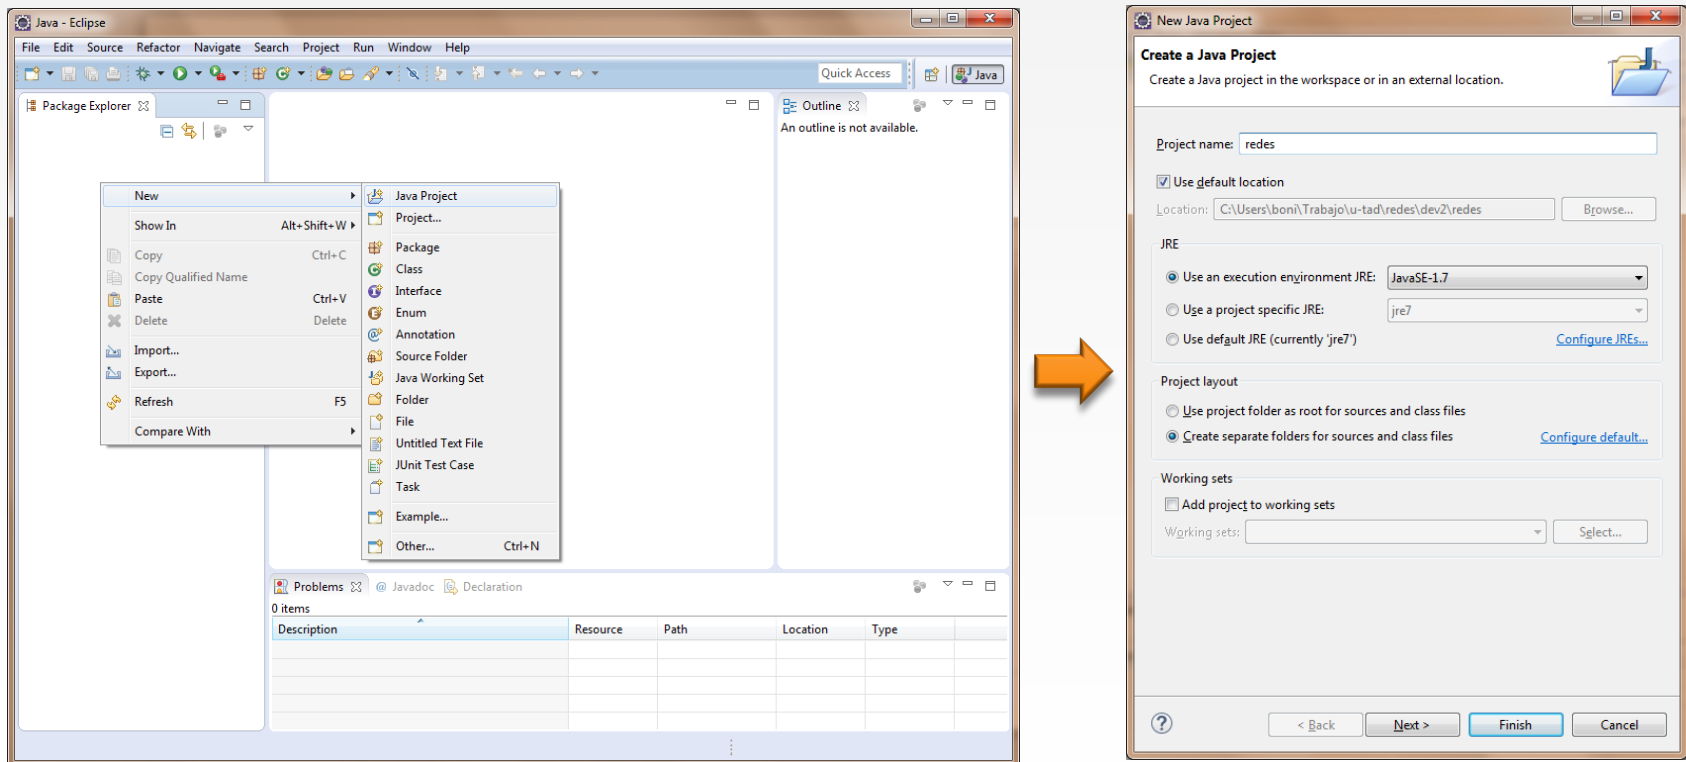 Java - Eclipse
File Edit Source Refactor Navigate Search Project Run Window Help
Quick Access
Java
Package Explorer
Outline
An outline is not available.
New
Show In Alt+Shift+W
Copy Ctrl+C
Copy Qualified Name
Paste Ctrl+V
Delete Delete
Import...
Export...
Refresh F5
Compare With
Java Project
Project...
Package
Class
Interface
Enum
Annotation
Source Folder
Java Working Set
Folder
File
Untitled Text File
JUnit Test Case
Task
Example...
Other... Ctrl+N
Problems @ Javadoc Declaration
0 items
Description Resource Path Location Type
New Java Project
Create a Java Project
Create a Java project in the workspace or in an external location.
Project name: redes
Use default location
Location: C:\Users\boni\Trabajo\u-tad\redes\dev2\redes Browse...
JRE
Use an execution environment JRE: JavaSE-1.7
Use a project specific JRE: jre7
Use default JRE (currently 'jre7') Configure JREs...
Project layout
Use project folder as root for sources and class files
Create separate folders for sources and class files Configure default...
Working sets
Add project to working sets
Working sets: Select...
? < Back Next > Finish Cancel